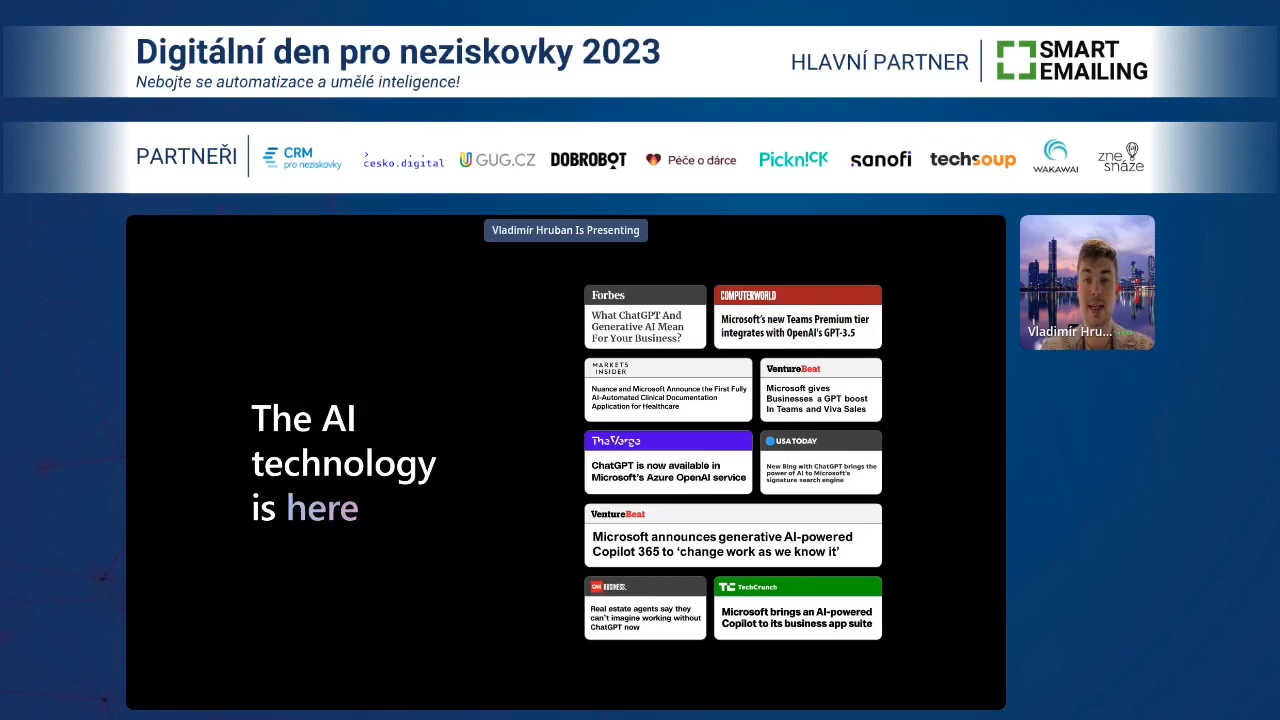 Digitální den pro neziskovky 2023
Nebojte se automatizace a umělé inteligence!
HLAVNÍ PARTNER
SMART
EMAILING
PARTNEŘI
CRM
pro neziskovky
cesko.digital
GUG.CZ
DOBROBOT
Péče o dárce
Pickn!CK
sanofi
techsoup
WAKAWAI
zne
snáze
Vladimír Hruban Is Presenting
Vladimír Hru...
The AI
technology
is here
Forbes
What ChatGPT And
Generative AI Mean
For Your Business?
COMPUTERWORLD
Microsoft's new Teams Premium tier
integrates with OpenAI's GPT-3.5
MARKETS
INSIDER
Nuance and Microsoft Announce the First Fully
AI-Automated Clinical Documentation
Application for Healthcare
VentureBeat
Microsoft gives
Businesses a GPT boost
In Teams and Viva Sales
The Verge
ChatGPT is now available in
Microsoft's Azure OpenAI service
USA TODAY
New Bing with ChatGPT brings the
power of AI to Microsoft's
signature search engine
VentureBeat
Microsoft announces generative AI-powered
Copilot 365 to ‘change work as we know it’
CNN BUSINESS.
Real estate agents say they
can't imagine working without
ChatGPT now
TC TechCrunch
Microsoft brings an AI-powered
Copilot to its business app suite